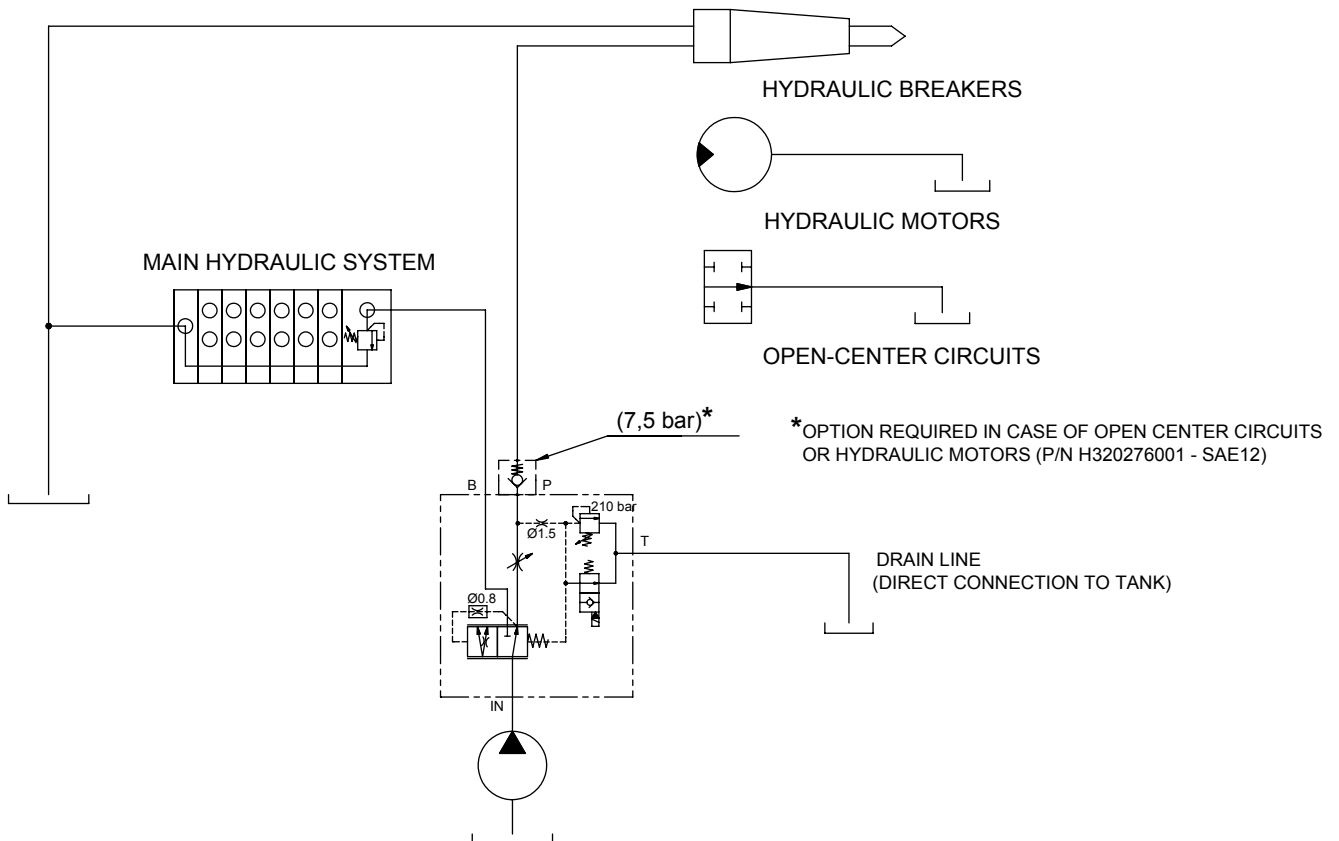 HYDRAULIC BREAKERS
HYDRAULIC MOTORS
MAIN HYDRAULIC SYSTEM
OPEN-CENTER CIRCUITS
(7,5 bar)*
*OPTION REQUIRED IN CASE OF OPEN CENTER CIRCUITS
OR HYDRAULIC MOTORS (P/N H320276001 - SAE12)
B
P
210 bar
Ø1.5
T
DRAIN LINE
(DIRECT CONNECTION TO TANK)
Ø0.8
IN